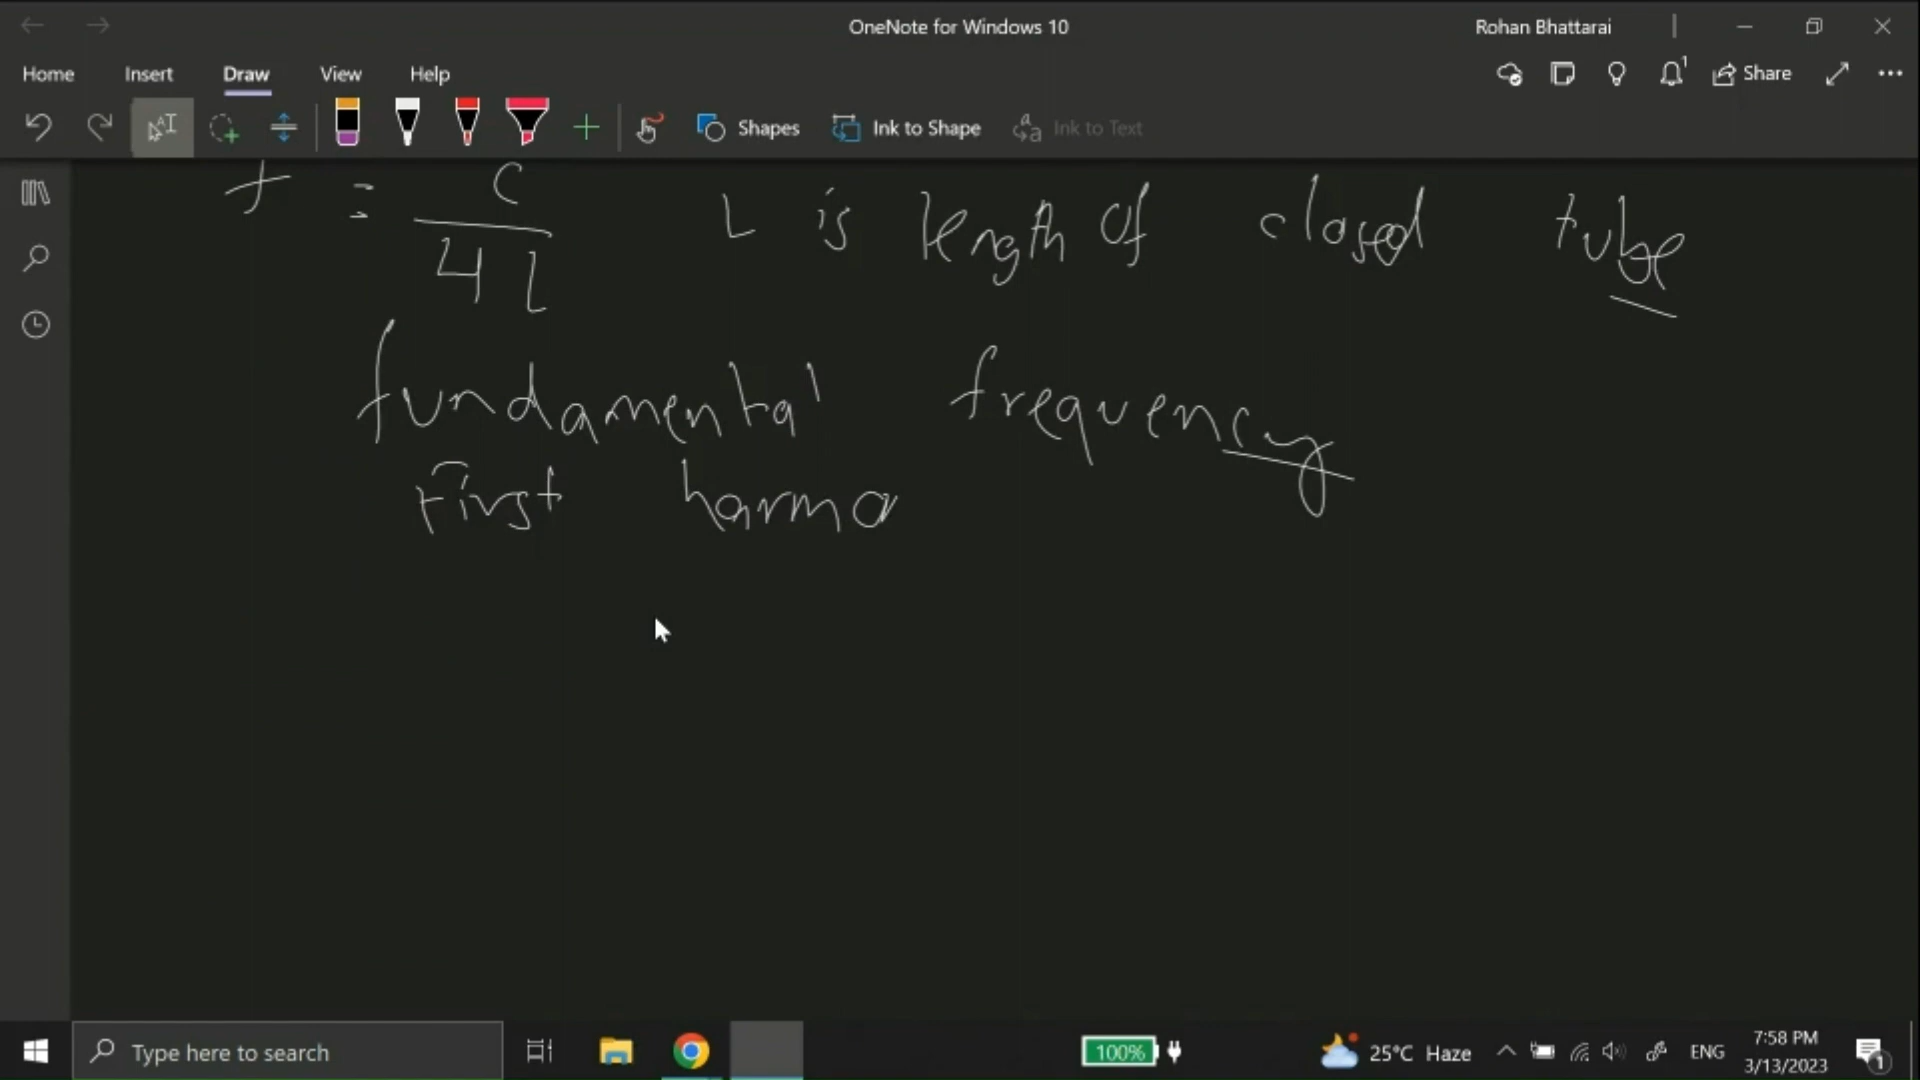 OneNote for Windows 10
Rohan Bhattarai
Home Insert Draw View Help
Share
Shapes Ink to Shape Ink to Text
f = c / 4 L L is length of closed tube
fundamental frequency
First harmo
Type here to search
100%
25°C Haze
ENG
7:58 PM
3/13/2023
1